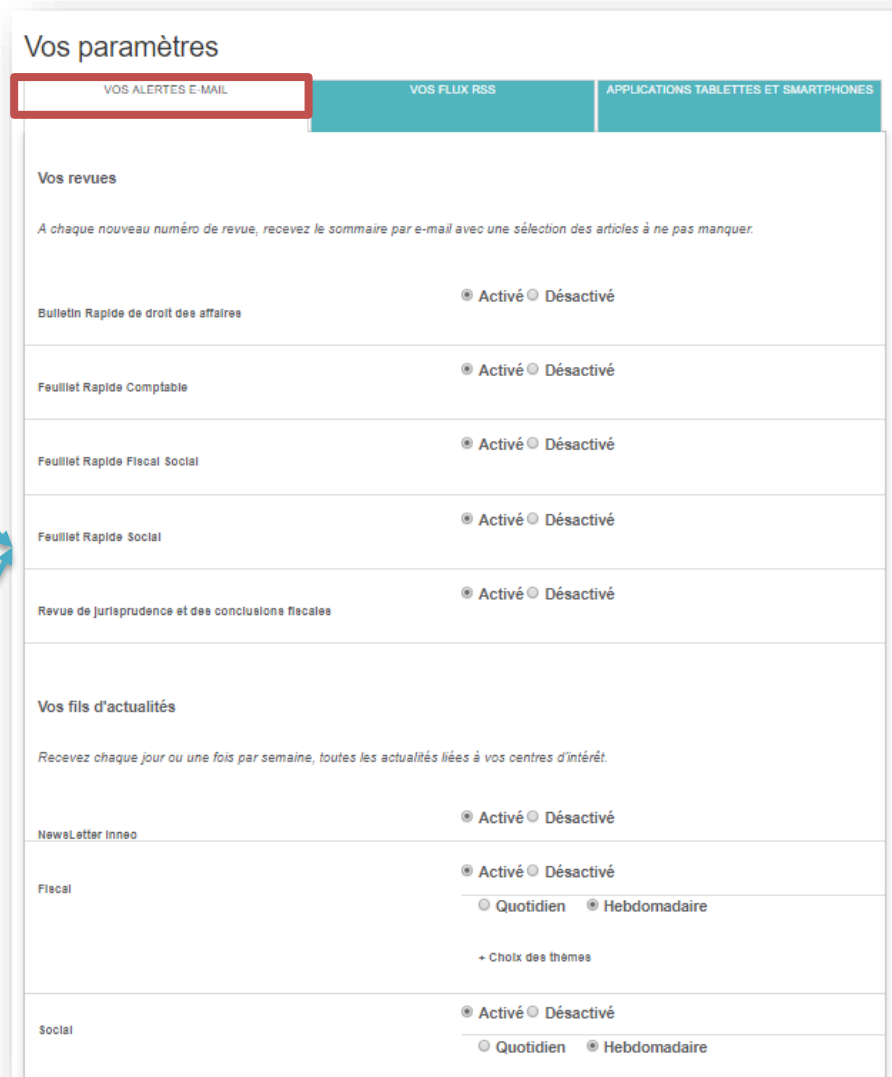 Vos paramètres
VOS ALERTES E-MAIL
VOS FLUX RSS
APPLICATIONS TABLETTES ET SMARTPHONES
Vos revues
A chaque nouveau numéro de revue, recevez le sommaire par e-mail avec une sélection des articles à ne pas manquer.
Bulletin Rapide de droit des affaires
Activé Désactivé
Feuillet Rapide Comptable
Activé Désactivé
Feuillet Rapide Fiscal Social
Activé Désactivé
Feuillet Rapide Social
Activé Désactivé
Revue de jurisprudence et des conclusions fiscales
Activé Désactivé
Vos fils d'actualités
Recevez chaque jour ou une fois par semaine, toutes les actualités liées à vos centres d'intérêt.
NewsLetter Inneo
Activé Désactivé
Fiscal
Activé Désactivé
Quotidien Hebdomadaire
+ Choix des thèmes
Social
Activé Désactivé
Quotidien Hebdomadaire